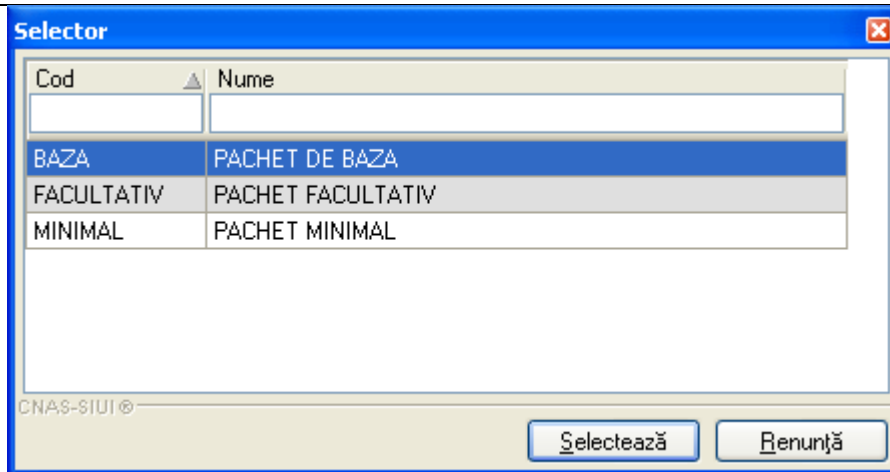 Selector
Cod Nume
BAZA PACHET DE BAZA
FACULTATIV PACHET FACULTATIV
MINIMAL PACHET MINIMAL
CNAS-SIUI®
Selectează Renunţă